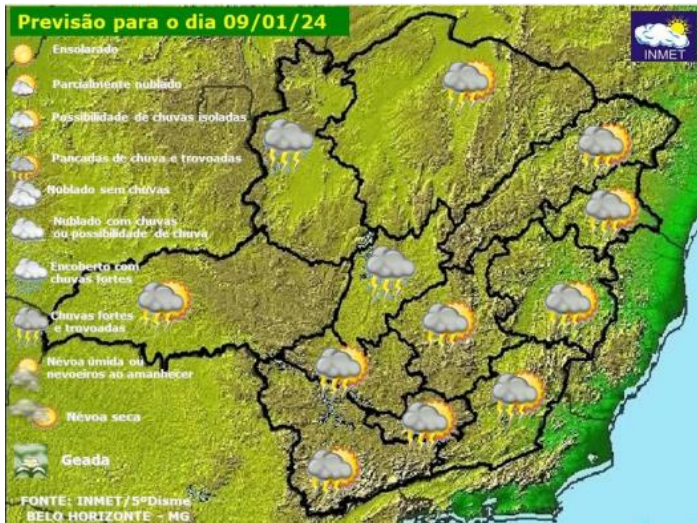 Previsão para o dia 09/01/24
INMET
Ensolarado
Parcialmente nublado
Possibilidade de chuvas isoladas
Pancadas de chuva e trovoadas
Nublado sem chuvas
Nublado com chuvas
ou possibilidade de chuva
Encoberto com
chuvas fortes
Chuvas fortes
e trovoadas
Névoa úmida ou
nevoeiros ao amanhecer
Névoa seca
Geada
FONTE: INMET/5ºDisme
BELO HORIZONTE - MG